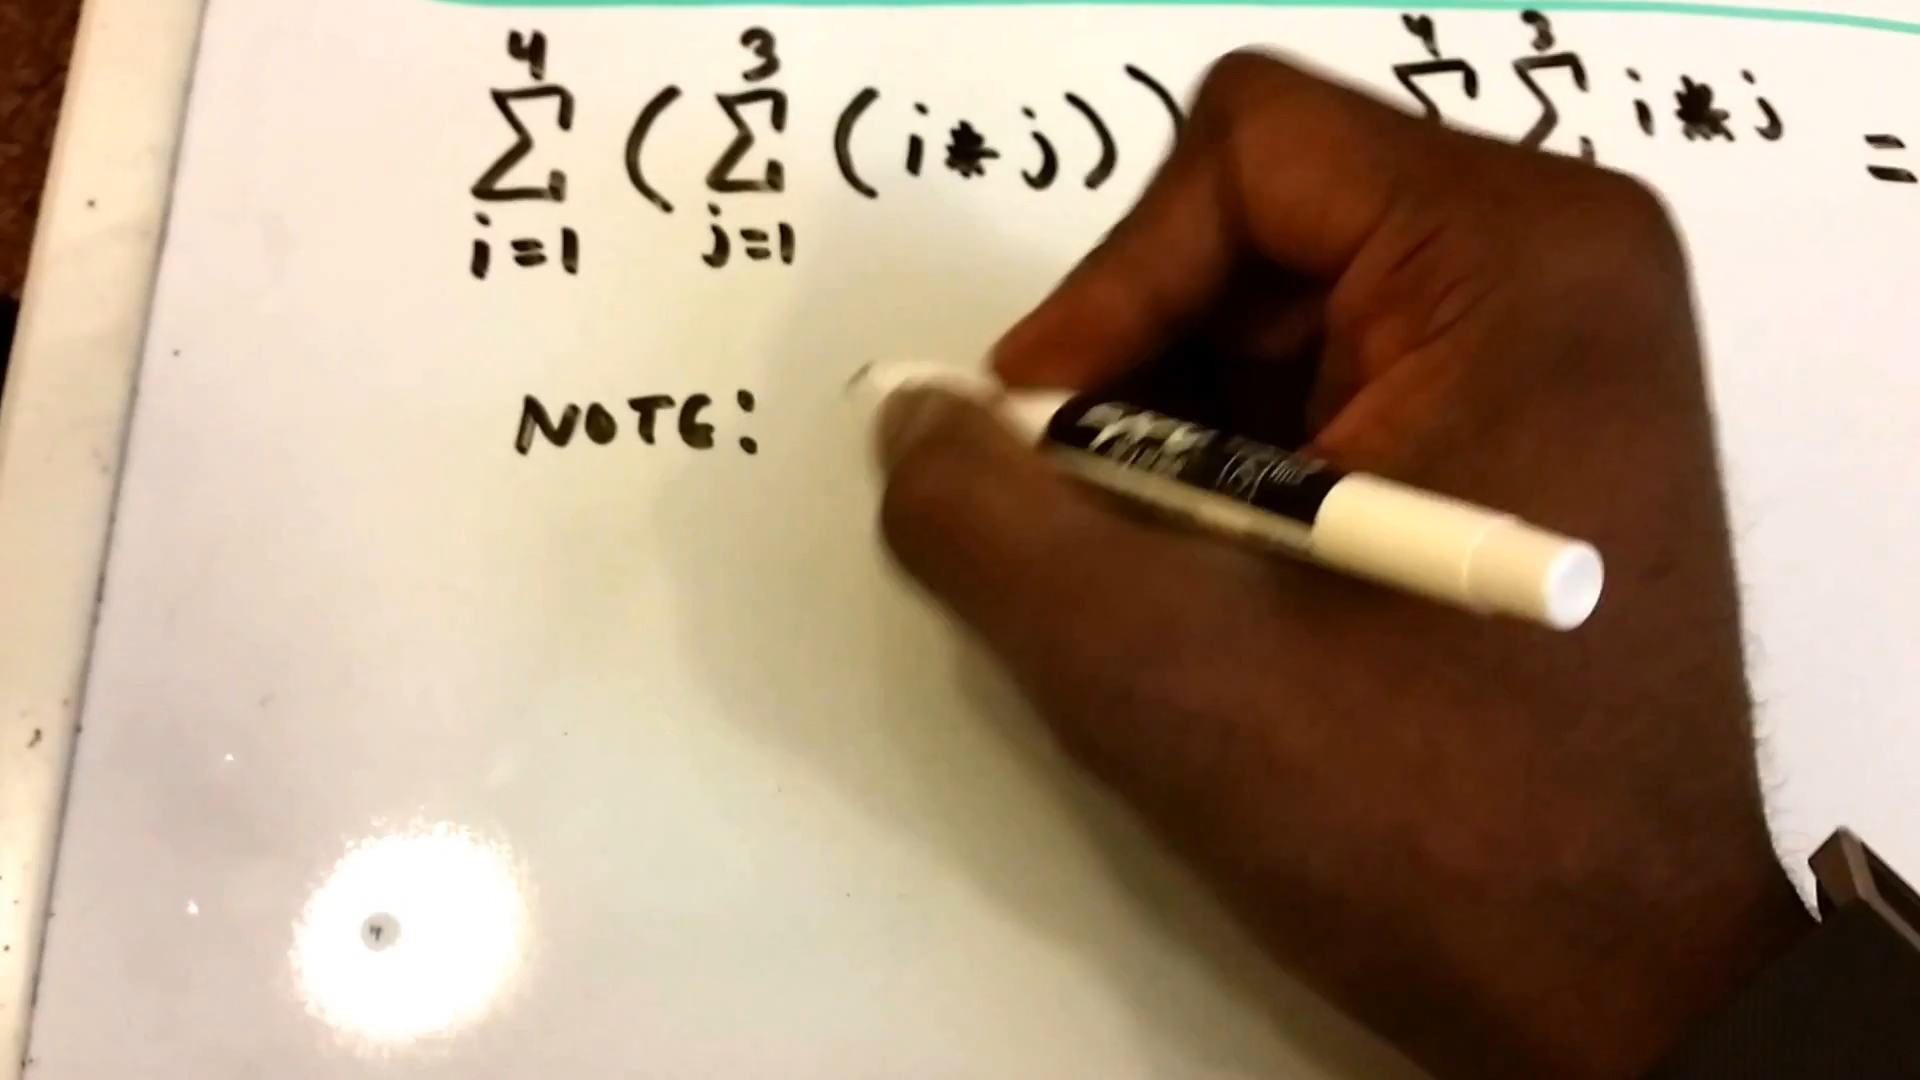 4 3 4 3
∑ ( ∑ ( i * j ) ) ∑ ∑ i * j =
i=1 j=1
NOTE: